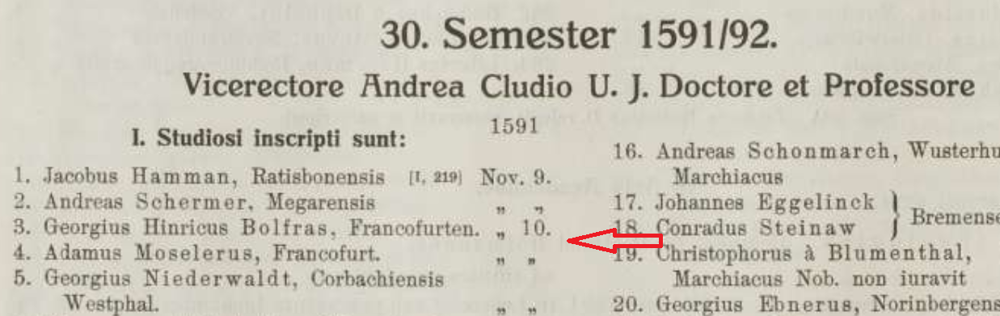 30. Semester 1591/92.
Vicerectore Andrea Cludio U. J. Doctore et Professore
I. Studiosi inscripti sunt:
1591
1. Jacobus Hamman, Ratisbonensis [I, 219] Nov. 9.
2. Andreas Schermer, Megarensis „ „
3. Georgius Hinricus Bolfras, Francofurten. „ 10.
4. Adamus Moselerus, Francofurt. „ „
5. Georgius Niederwaldt, Corbachiensis
Westphal. „ „
16. Andreas Schonmarch, Wusterhu
Marchiacus
17. Johannes Eggelinck
18. Conradus Steinaw } Bremense
19. Christophorus à Blumenthal,
Marchiacus Nob. non iuravit
20. Georgius Ebnerus, Norinbergens